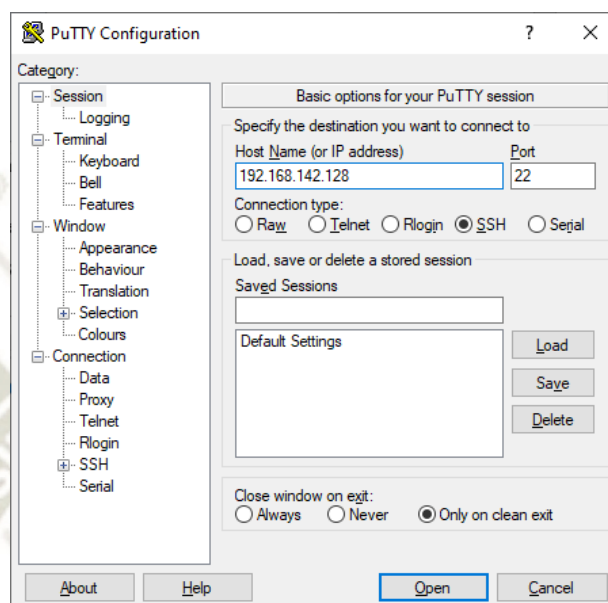 PuTTY Configuration ? X
Category:
Session
Logging
Terminal
Keyboard
Bell
Features
Window
Appearance
Behaviour
Translation
Selection
Colours
Connection
Data
Proxy
Telnet
Rlogin
SSH
Serial
Basic options for your PuTTY session
Specify the destination you want to connect to
Host Name (or IP address) Port
192.168.142.128 22
Connection type:
Raw Telnet Rlogin SSH Serial
Load, save or delete a stored session
Saved Sessions
Default Settings
Load
Save
Delete
Close window on exit:
Always Never Only on clean exit
About Help Open Cancel